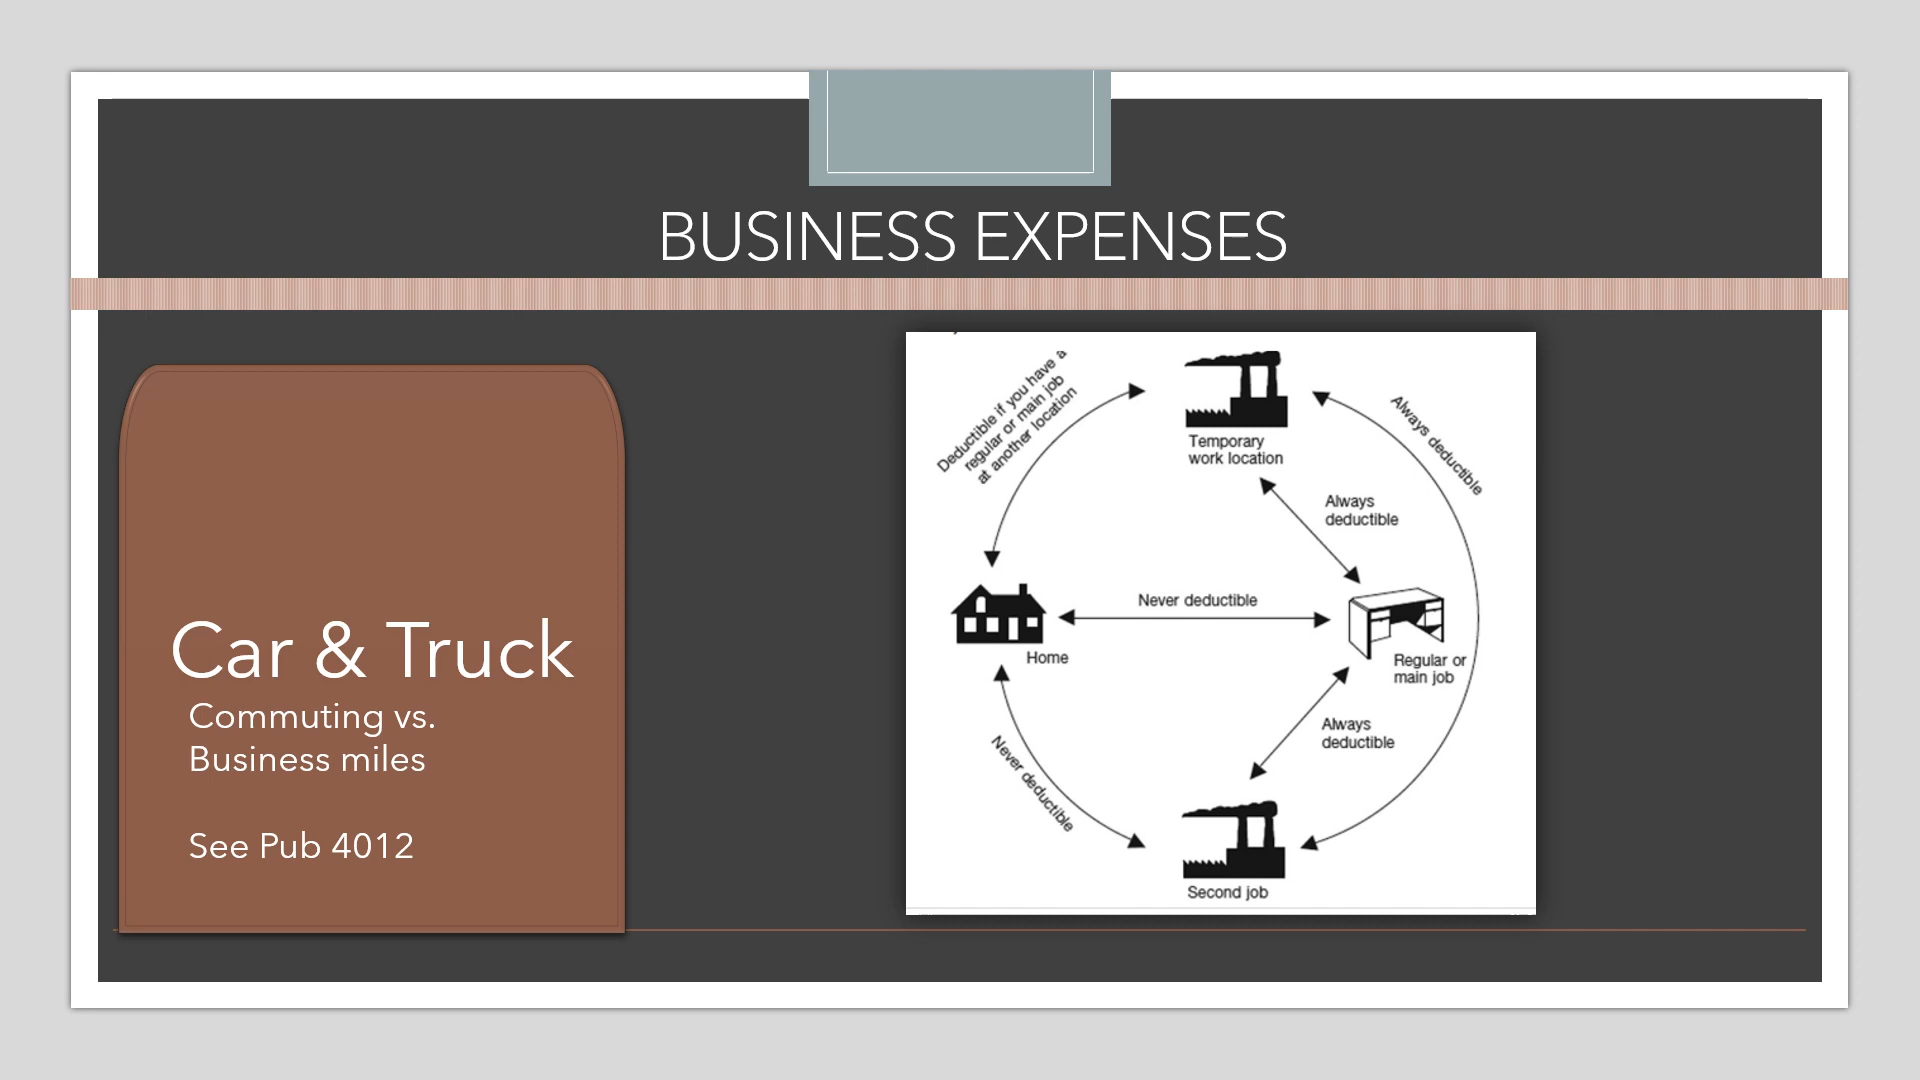 BUSINESS EXPENSES
Car & Truck
Commuting vs.
Business miles
See Pub 4012
Deductible if you have a
regular or main job
at another location
Temporary
work location
Always deductible
Always
deductible
Never deductible
Home
Regular or
main job
Always
deductible
Never deductible
Second job